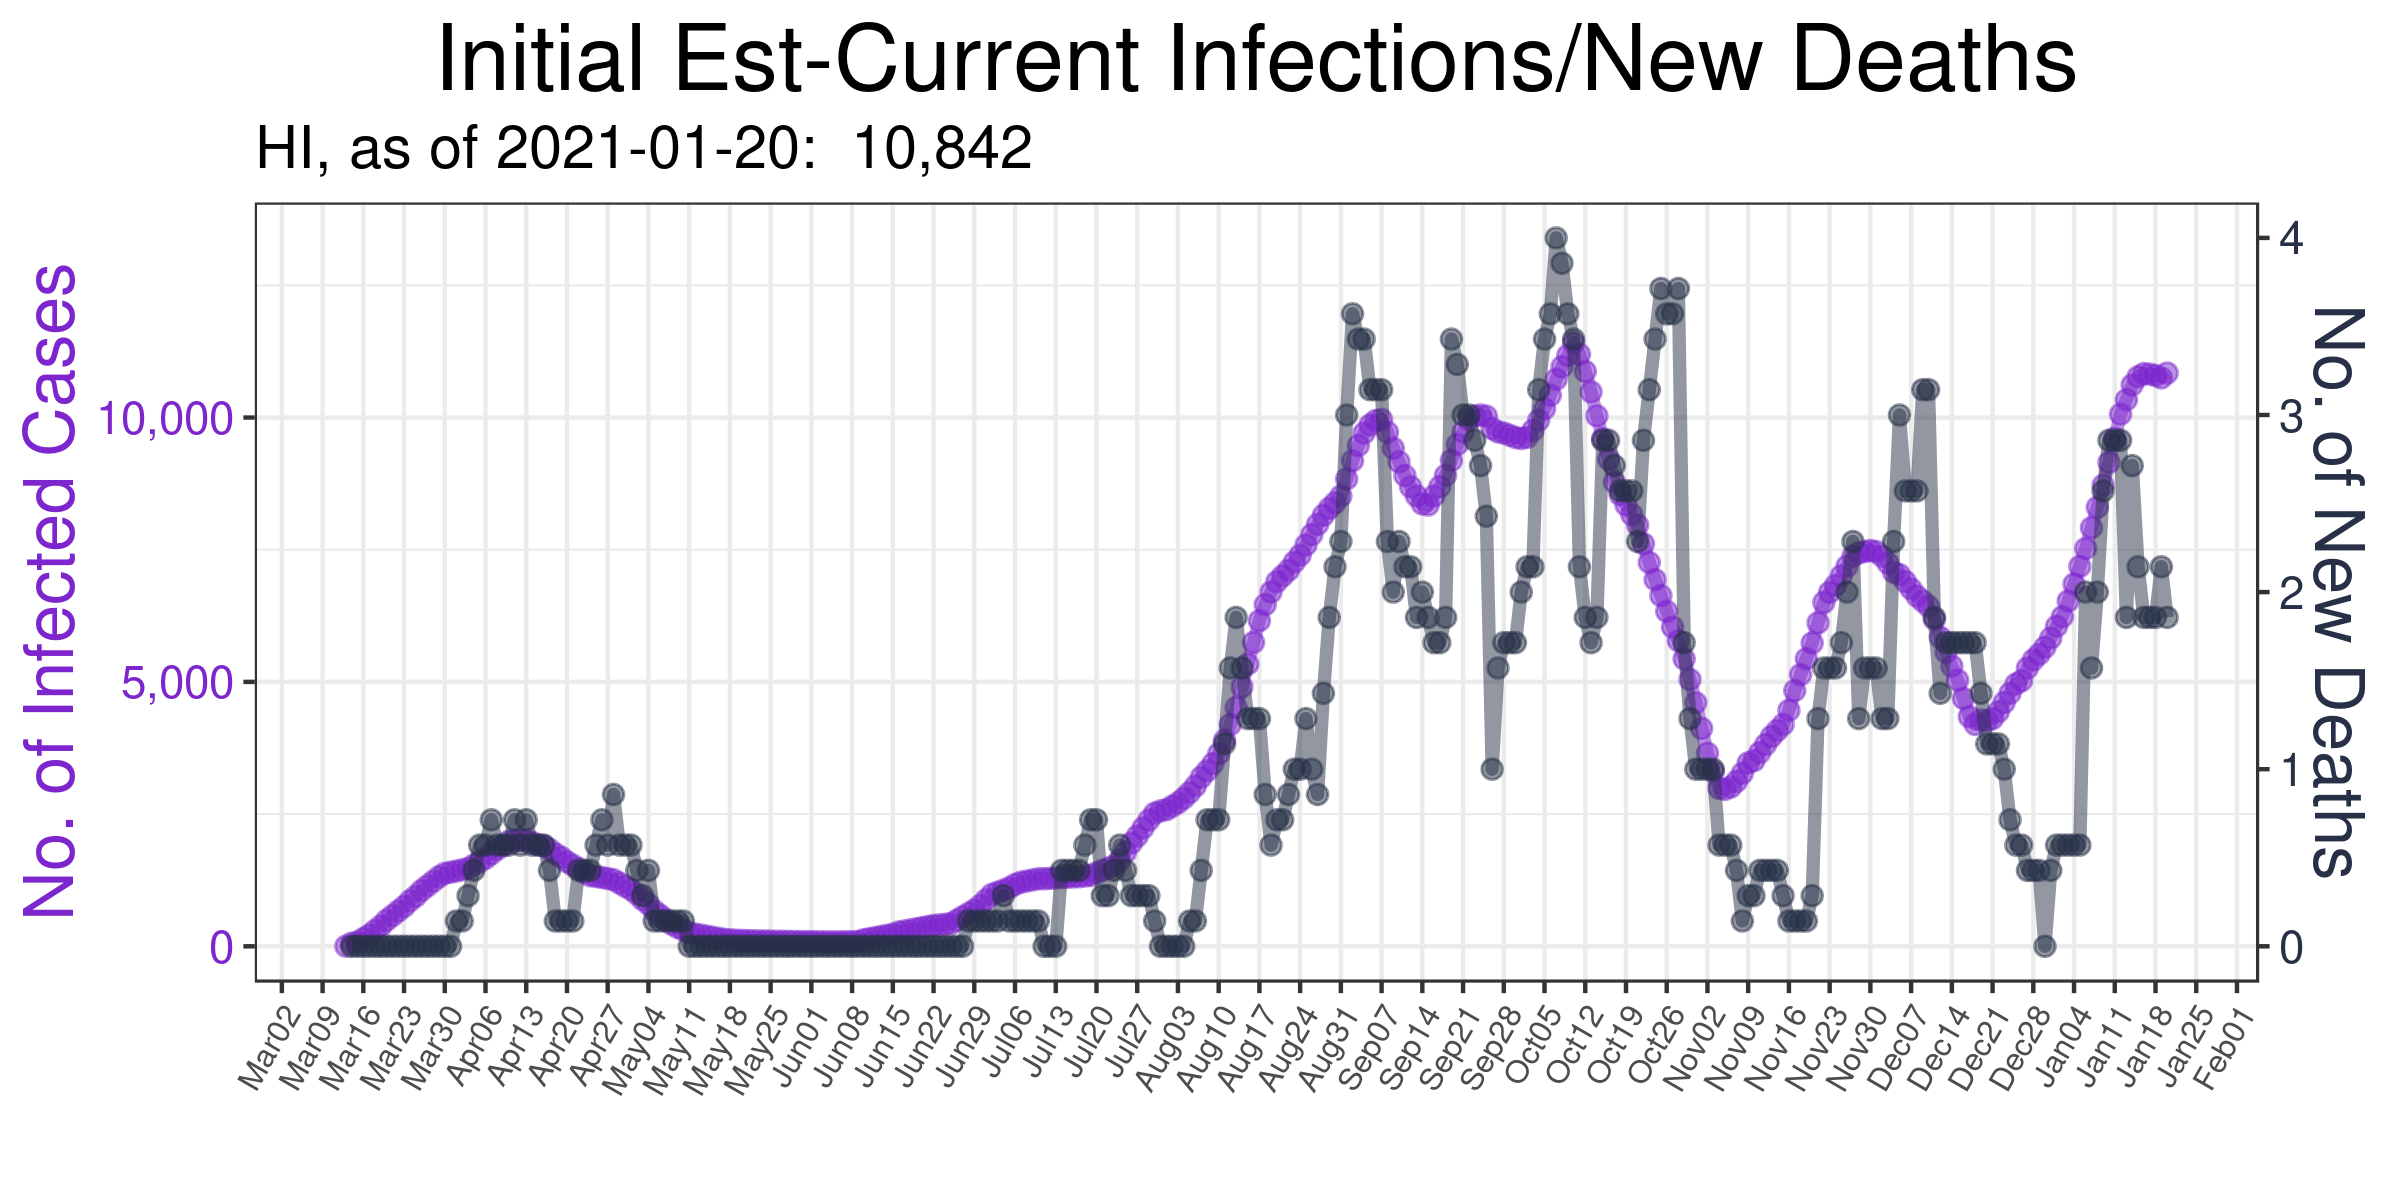 Initial Est-Current Infections/New Deaths
HI, as of 2021-01-20:  10,842
No. of Infected Cases
10,000
5,000
0
4
3
2
1
0
No. of New Deaths
Mar02
Mar09
Mar16
Mar23
Mar30
Apr06
Apr13
Apr20
Apr27
May04
May11
May18
May25
Jun01
Jun08
Jun15
Jun22
Jun29
Jul06
Jul13
Jul20
Jul27
Aug03
Aug10
Aug17
Aug24
Aug31
Sep07
Sep14
Sep21
Sep28
Oct05
Oct12
Oct19
Oct26
Nov02
Nov09
Nov16
Nov23
Nov30
Dec07
Dec14
Dec21
Dec28
Jan04
Jan11
Jan18
Jan25
Feb01